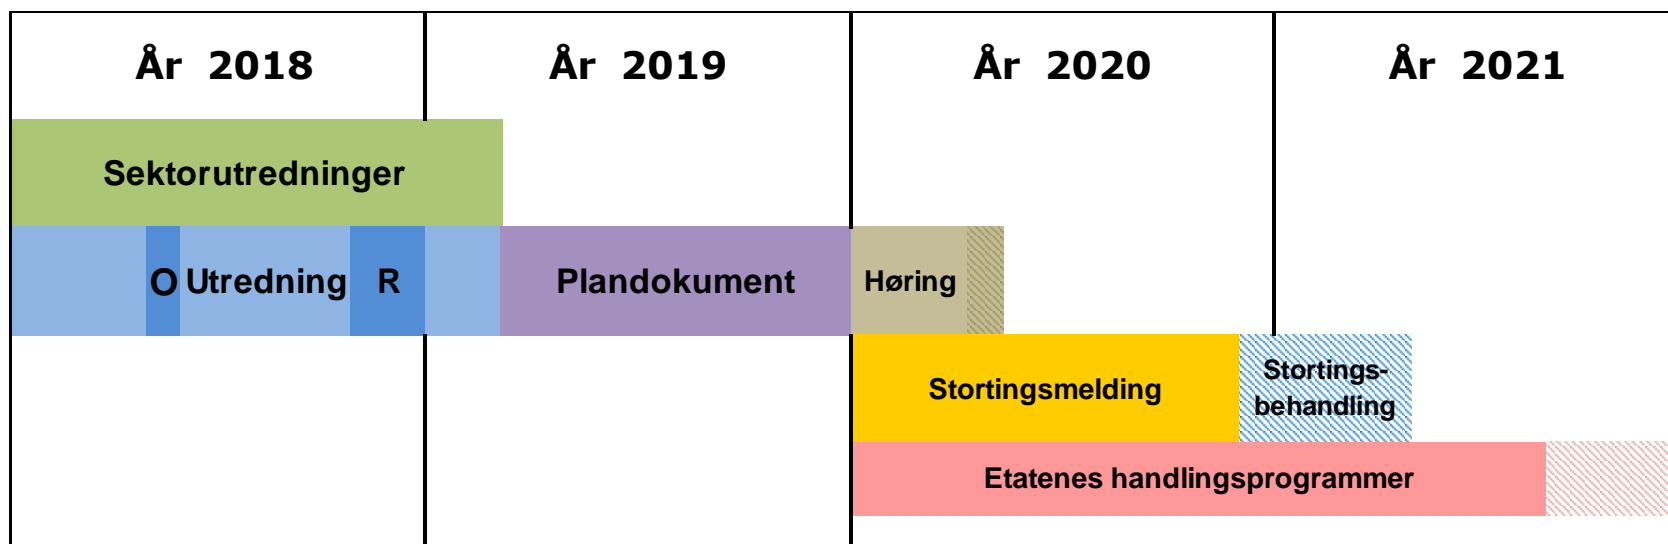 År 2018
År 2019
År 2020
År 2021
Sektorutredninger
O
Utredning
R
Plandokument
Høring
Stortingsmelding
Stortings-
behandling
Etatenes handlingsprogrammer